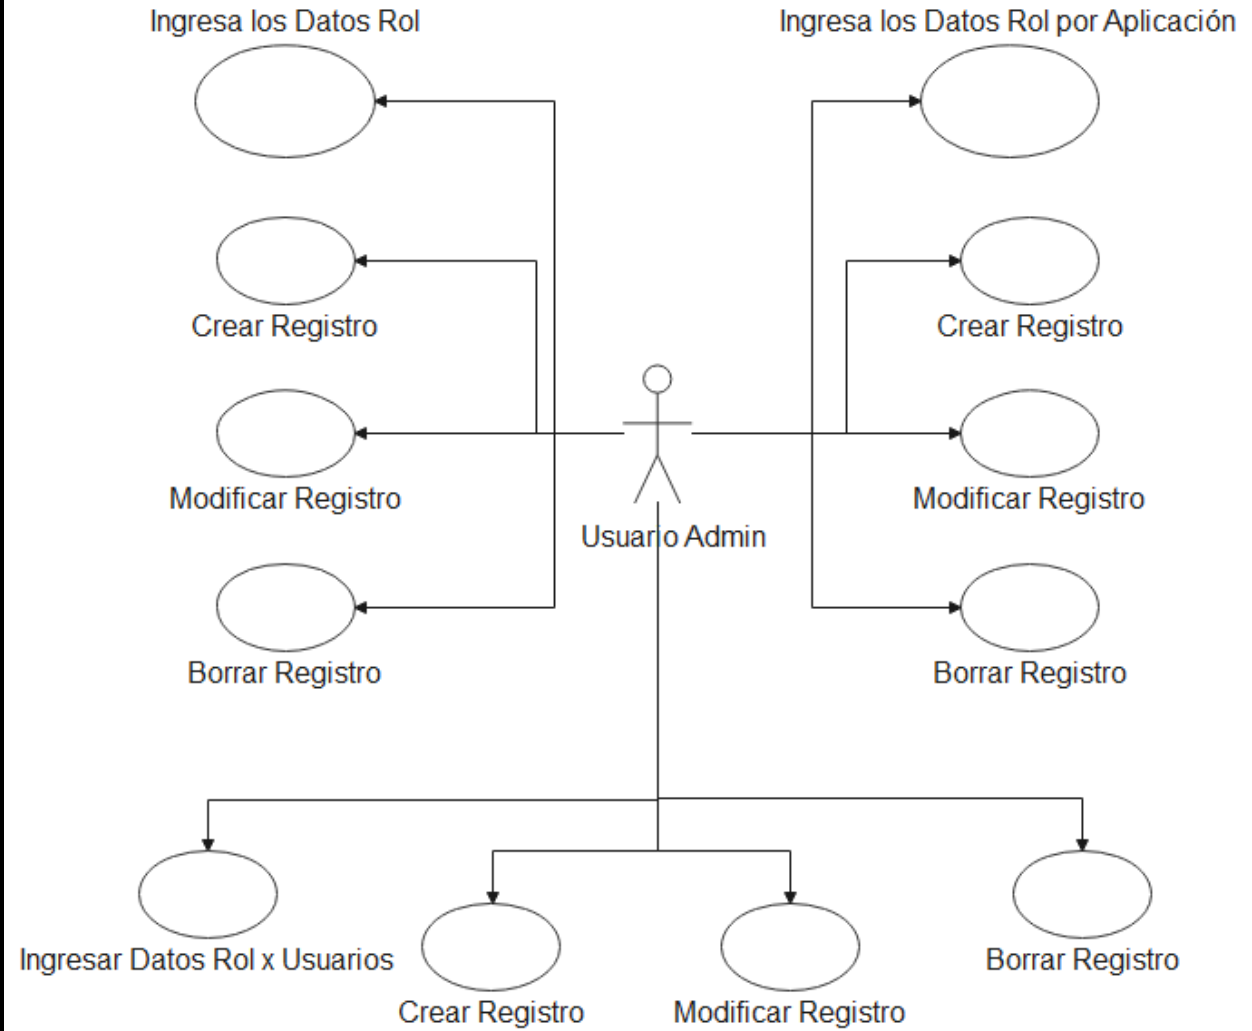 Ingresa los Datos Rol
Ingresa los Datos Rol por Aplicación
Crear Registro
Crear Registro
Modificar Registro
Modificar Registro
Usuario Admin
Borrar Registro
Borrar Registro
Ingresar Datos Rol x Usuarios
Borrar Registro
Crear Registro
Modificar Registro